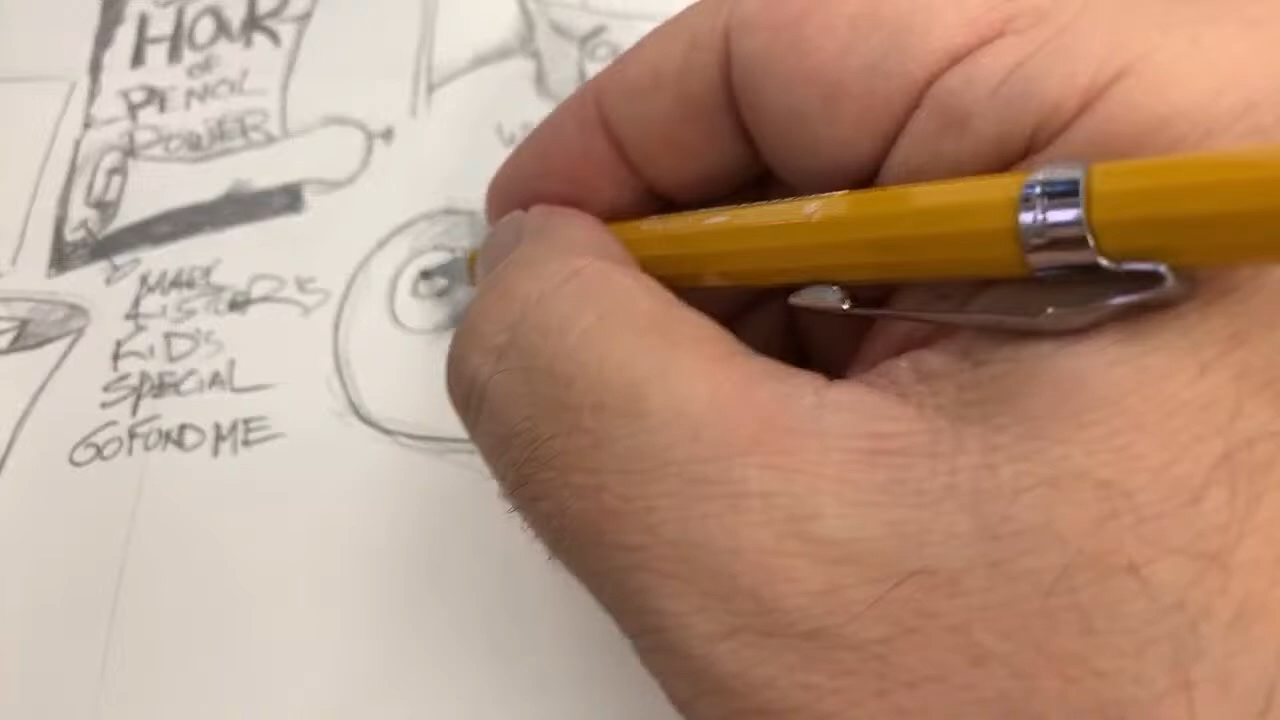 HOUR
OF
PENCIL
POWER
MARK
KISTLER'S
KID'S
SPECIAL
GOFUNDME